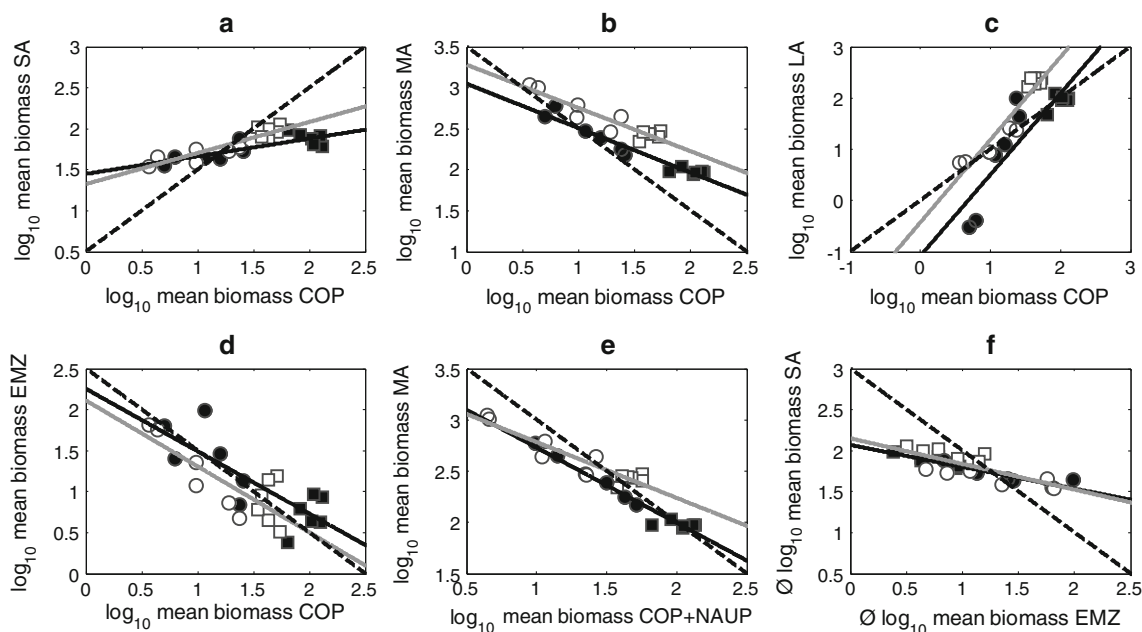 a
b
c
3
2.5
2
1.5
1
0.5
log10 mean biomass SA
0 0.5 1 1.5 2 2.5
log10 mean biomass COP
3.5
3
2.5
2
1.5
1
log10 mean biomass MA
0 0.5 1 1.5 2 2.5
log10 mean biomass COP
3
2
1
0
-1
log10 mean biomass LA
-1 0 1 2 3
log10 mean biomass COP
d
e
f
2.5
2
1.5
1
0.5
0
log10 mean biomass EMZ
0 0.5 1 1.5 2 2.5
log10 mean biomass COP
3.5
3
2.5
2
1.5
log10 mean biomass MA
0.5 1 1.5 2 2.5
log10 mean biomass COP+NAUP
3
2.5
2
1.5
1
0.5
Ø log10 mean biomass SA
0 0.5 1 1.5 2 2.5
Ø log10 mean biomass EMZ